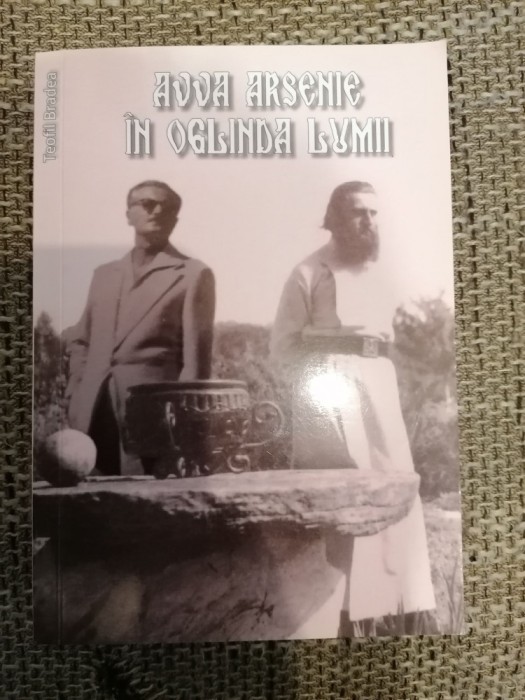 Teofil Bradea
AVVA ARSENIE
ÎN OGLINDA LUMII